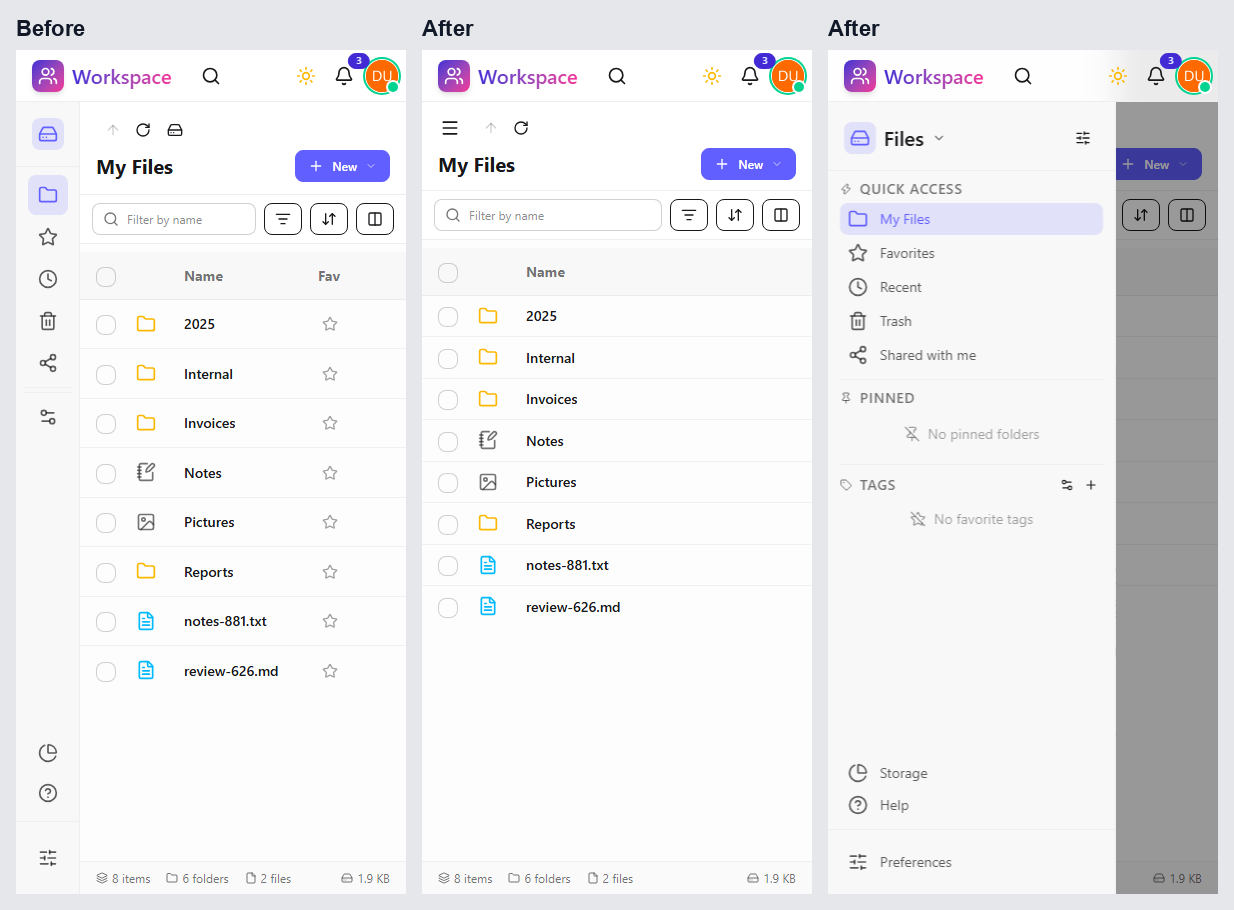 Before
Workspace
3
DU
My Files
New
Filter by name
Name Fav
2025
Internal
Invoices
Notes
Pictures
Reports
notes-881.txt
review-626.md
8 items 6 folders 2 files 1.9 KB
After
Workspace
3
DU
My Files
New
Filter by name
Name
2025
Internal
Invoices
Notes
Pictures
Reports
notes-881.txt
review-626.md
8 items 6 folders 2 files 1.9 KB
After
Workspace
3
DU
Files
New
QUICK ACCESS
My Files
Favorites
Recent
Trash
Shared with me
PINNED
No pinned folders
TAGS
No favorite tags
Storage
Help
Preferences
1.9 KB